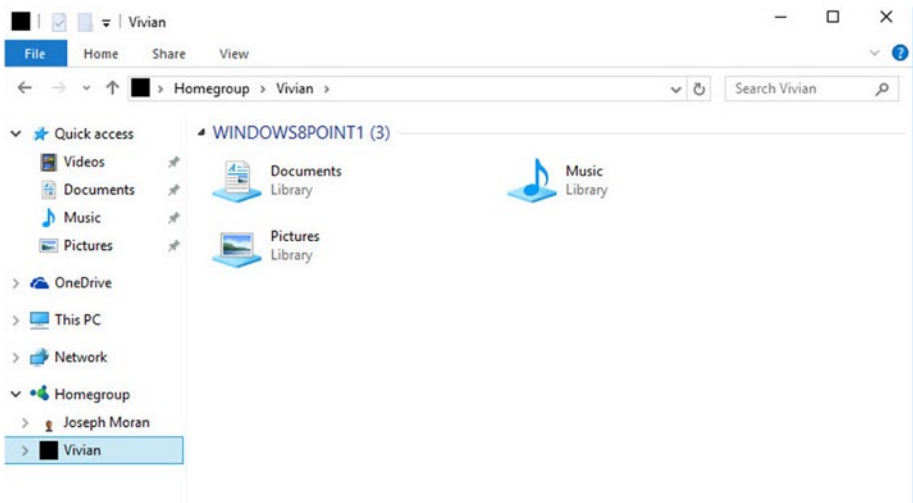 Vivian
File Home Share View
Homegroup > Vivian >
Search Vivian
Quick access
Videos
Documents
Music
Pictures
OneDrive
This PC
Network
Homegroup
Joseph Moran
Vivian
WINDOWS8POINT1 (3)
Documents
Library
Music
Library
Pictures
Library